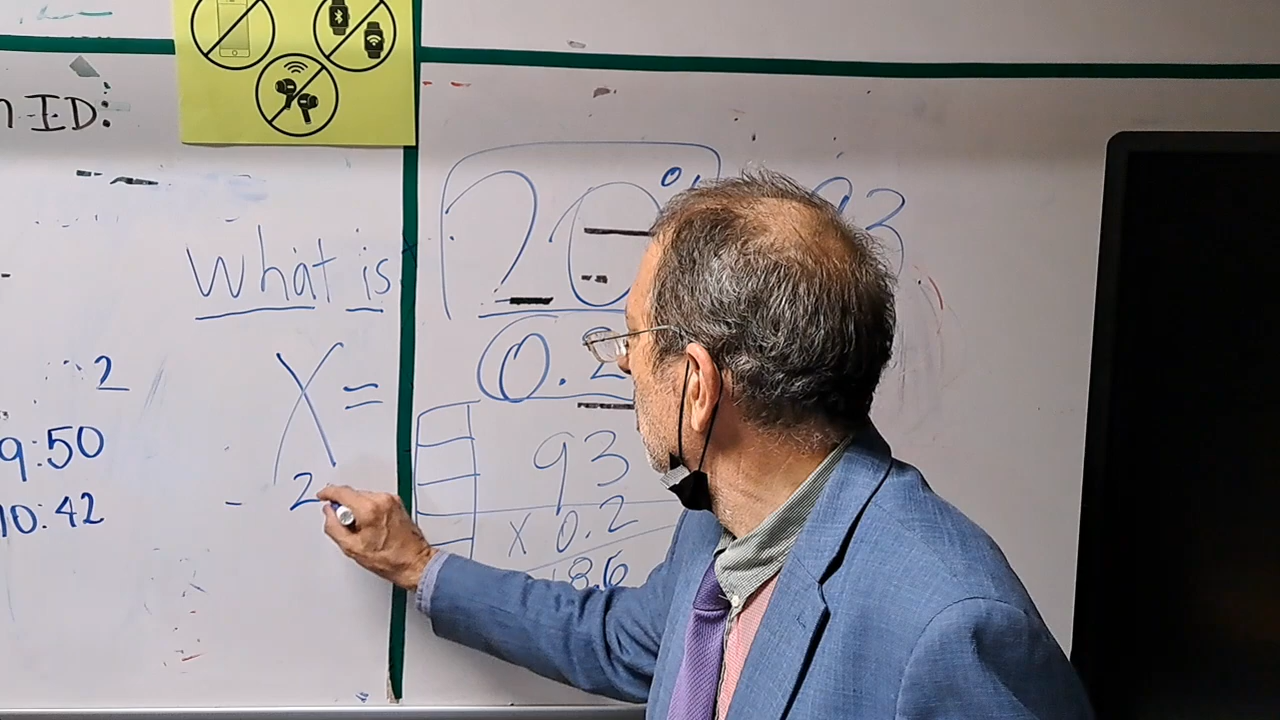 ID:
20%
93
What is
0.2
X =
2
9:50
93
10:42
- 2
x 0.2
18.6